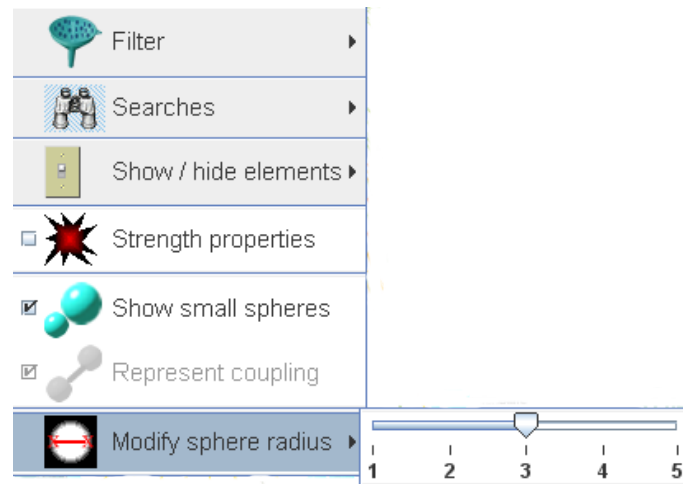 Filter
Searches
Show / hide elements
Strength properties
Show small spheres
Represent coupling
Modify sphere radius
1 2 3 4 5